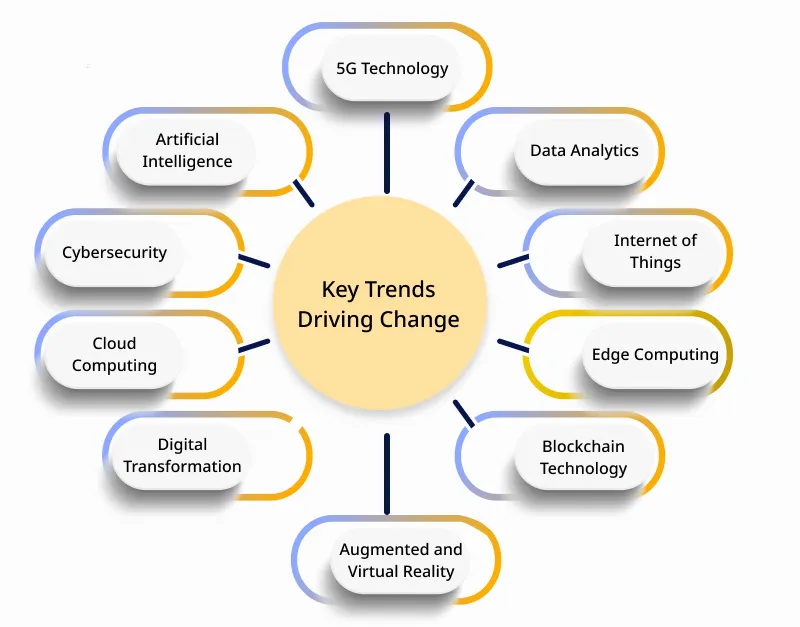 5G Technology
Artificial
Intelligence
Data Analytics
Cybersecurity
Internet of
Things
Key Trends
Driving Change
Cloud
Computing
Edge Computing
Digital
Transformation
Blockchain
Technology
Augmented and
Virtual Reality